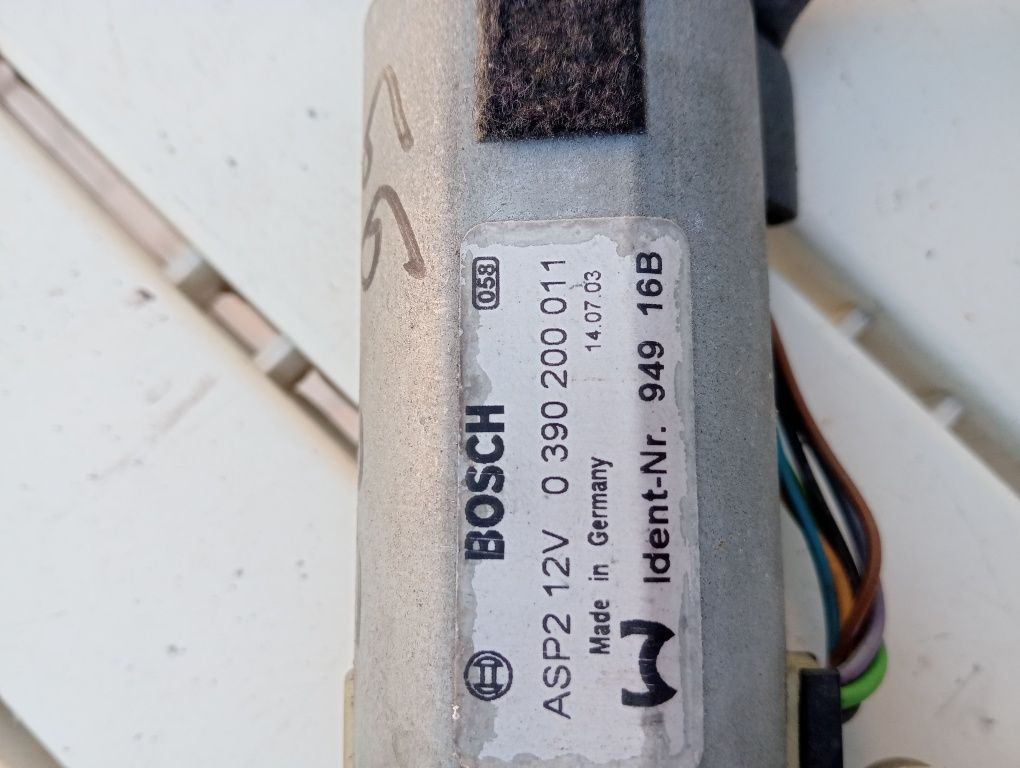 BOSCH 058
ASP2 12V 0 390 200 011
Made in Germany 14.07.03
Ident-Nr. 949 16B